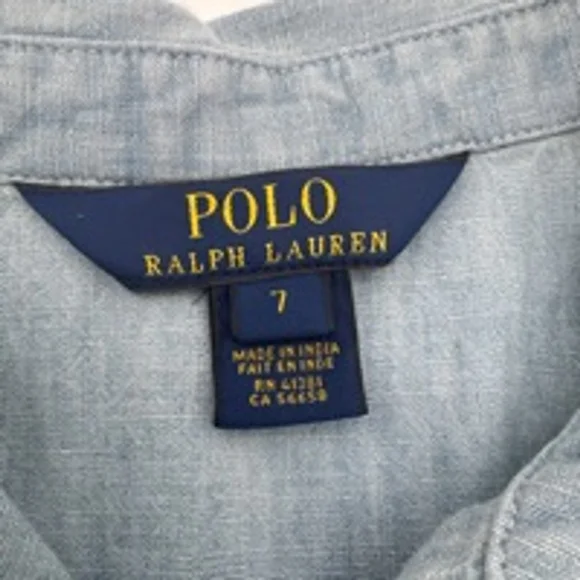 POLO
RALPH LAUREN
7
MADE IN INDIA
FAIT EN INDE
RN 41381
CA 56658